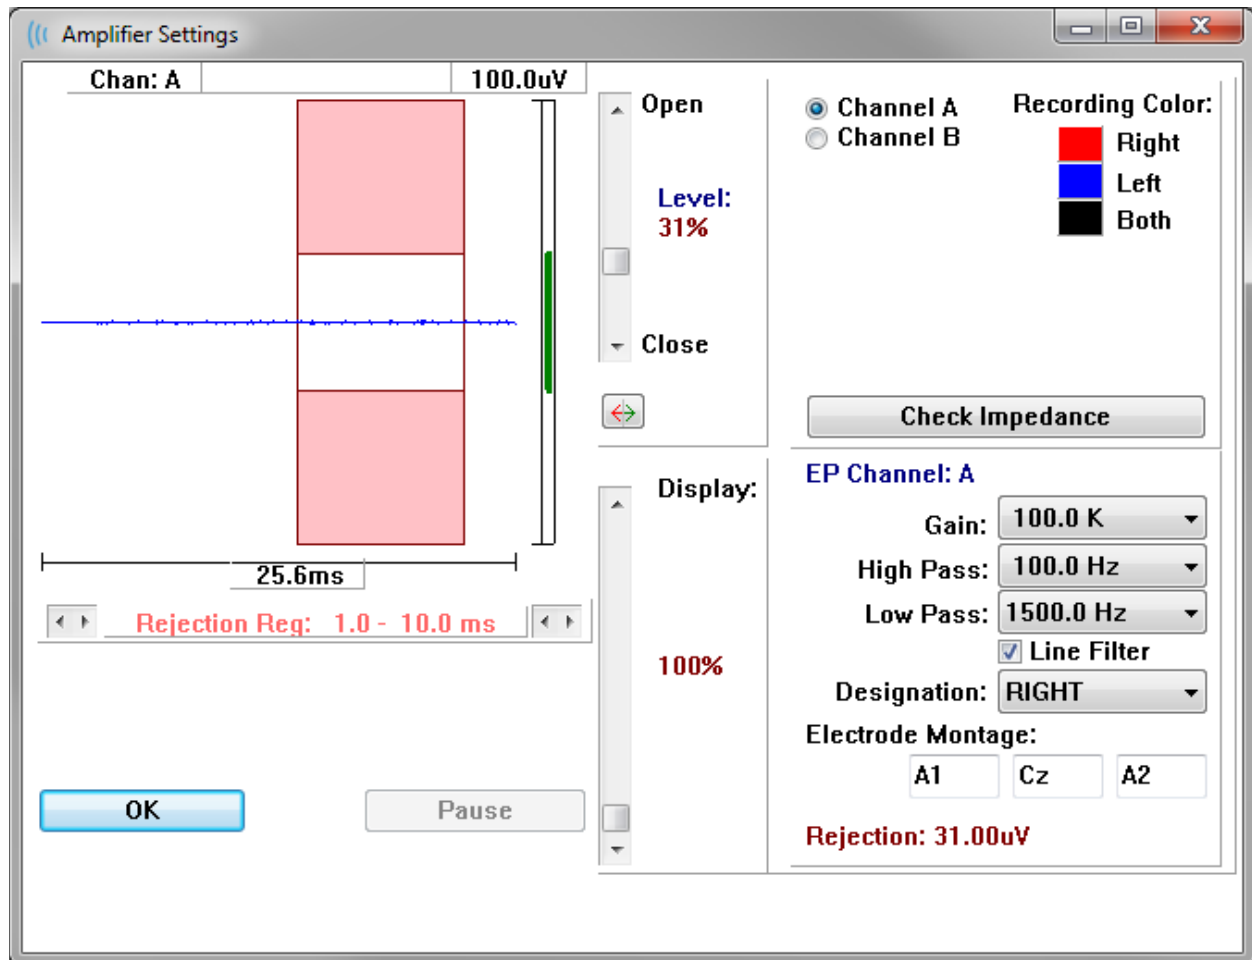 Amplifier Settings
Chan: A
100.0uV
Open
Level:
31%
Close
25.6ms
Rejection Reg: 1.0 - 10.0 ms
OK
Pause
Display:
100%
Channel A
Channel B
Recording Color:
Right
Left
Both
Check Impedance
EP Channel: A
Gain: 100.0 K
High Pass: 100.0 Hz
Low Pass: 1500.0 Hz
Line Filter
Designation: RIGHT
Electrode Montage:
A1 Cz A2
Rejection: 31.00uV